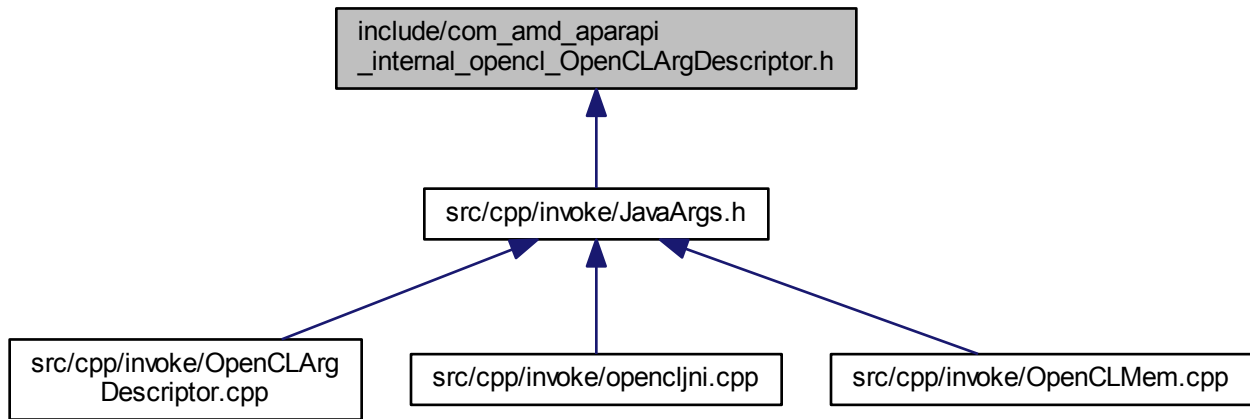 include/com_amd_aparapi
_internal_opencl_OpenCLArgDescriptor.h
src/cpp/invoke/JavaArgs.h
src/cpp/invoke/OpenCLArg
Descriptor.cpp
src/cpp/invoke/opencljni.cpp
src/cpp/invoke/OpenCLMem.cpp